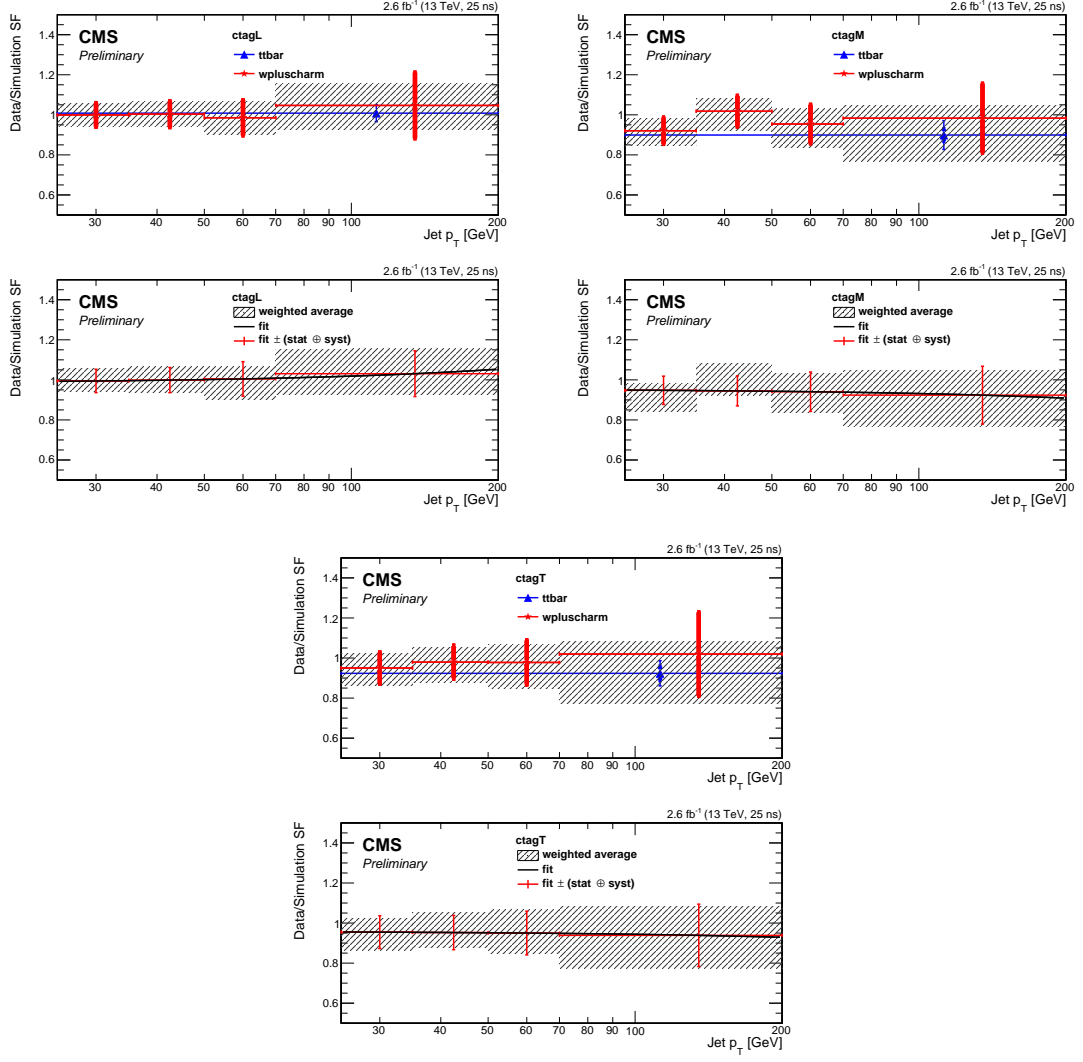 2.6 fb⁻¹ (13 TeV, 25 ns)
Data/Simulation SF
CMS
Preliminary
ctagL
ttbar
wpluscharm
1.4
1.2
1
0.8
0.6
30 40 50 60 70 80 90 100 200
Jet p_T [GeV]
2.6 fb⁻¹ (13 TeV, 25 ns)
Data/Simulation SF
CMS
Preliminary
ctagM
ttbar
wpluscharm
1.4
1.2
1
0.8
0.6
30 40 50 60 70 80 90 100 200
Jet p_T [GeV]
2.6 fb⁻¹ (13 TeV, 25 ns)
Data/Simulation SF
CMS
Preliminary
ctagL
weighted average
fit
fit ± (stat ⊕ syst)
1.4
1.2
1
0.8
0.6
30 40 50 60 70 80 90 100 200
Jet p_T [GeV]
2.6 fb⁻¹ (13 TeV, 25 ns)
Data/Simulation SF
CMS
Preliminary
ctagM
weighted average
fit
fit ± (stat ⊕ syst)
1.4
1.2
1
0.8
0.6
30 40 50 60 70 80 90 100 200
Jet p_T [GeV]
2.6 fb⁻¹ (13 TeV, 25 ns)
Data/Simulation SF
CMS
Preliminary
ctagT
ttbar
wpluscharm
1.4
1.2
1
0.8
0.6
30 40 50 60 70 80 90 100 200
Jet p_T [GeV]
2.6 fb⁻¹ (13 TeV, 25 ns)
Data/Simulation SF
CMS
Preliminary
ctagT
weighted average
fit
fit ± (stat ⊕ syst)
1.4
1.2
1
0.8
0.6
30 40 50 60 70 80 90 100 200
Jet p_T [GeV]